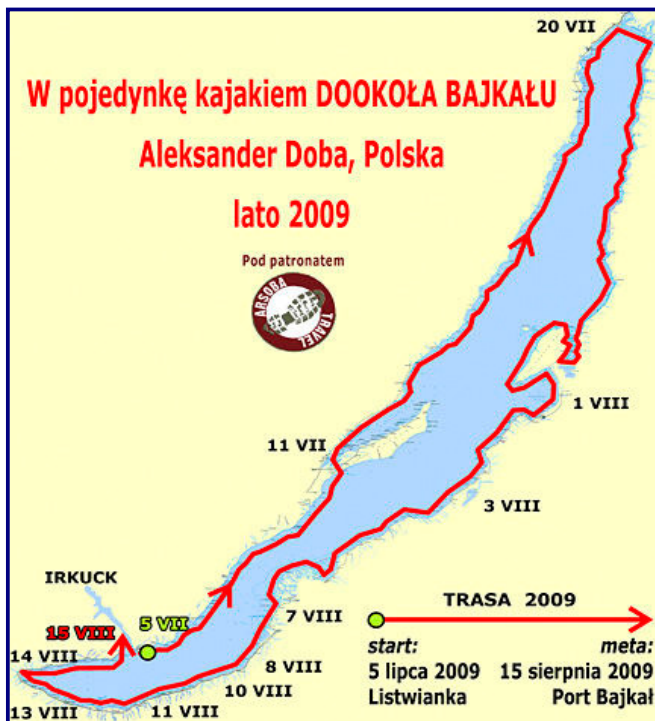 20 VII
W pojedynkę kajakiem DOOKOŁA BAJKAŁU
Aleksander Doba, Polska
lato 2009
Pod patronatem
ARSOBA TRAVEL
1 VIII
11 VII
3 VIII
IRKUCK
15 VIII
5 VII
7 VIII
14 VIII
8 VIII
10 VIII
13 VIII
11 VIII
TRASA 2009
start: meta:
5 lipca 2009 15 sierpnia 2009
Listwianka Port Bajkał